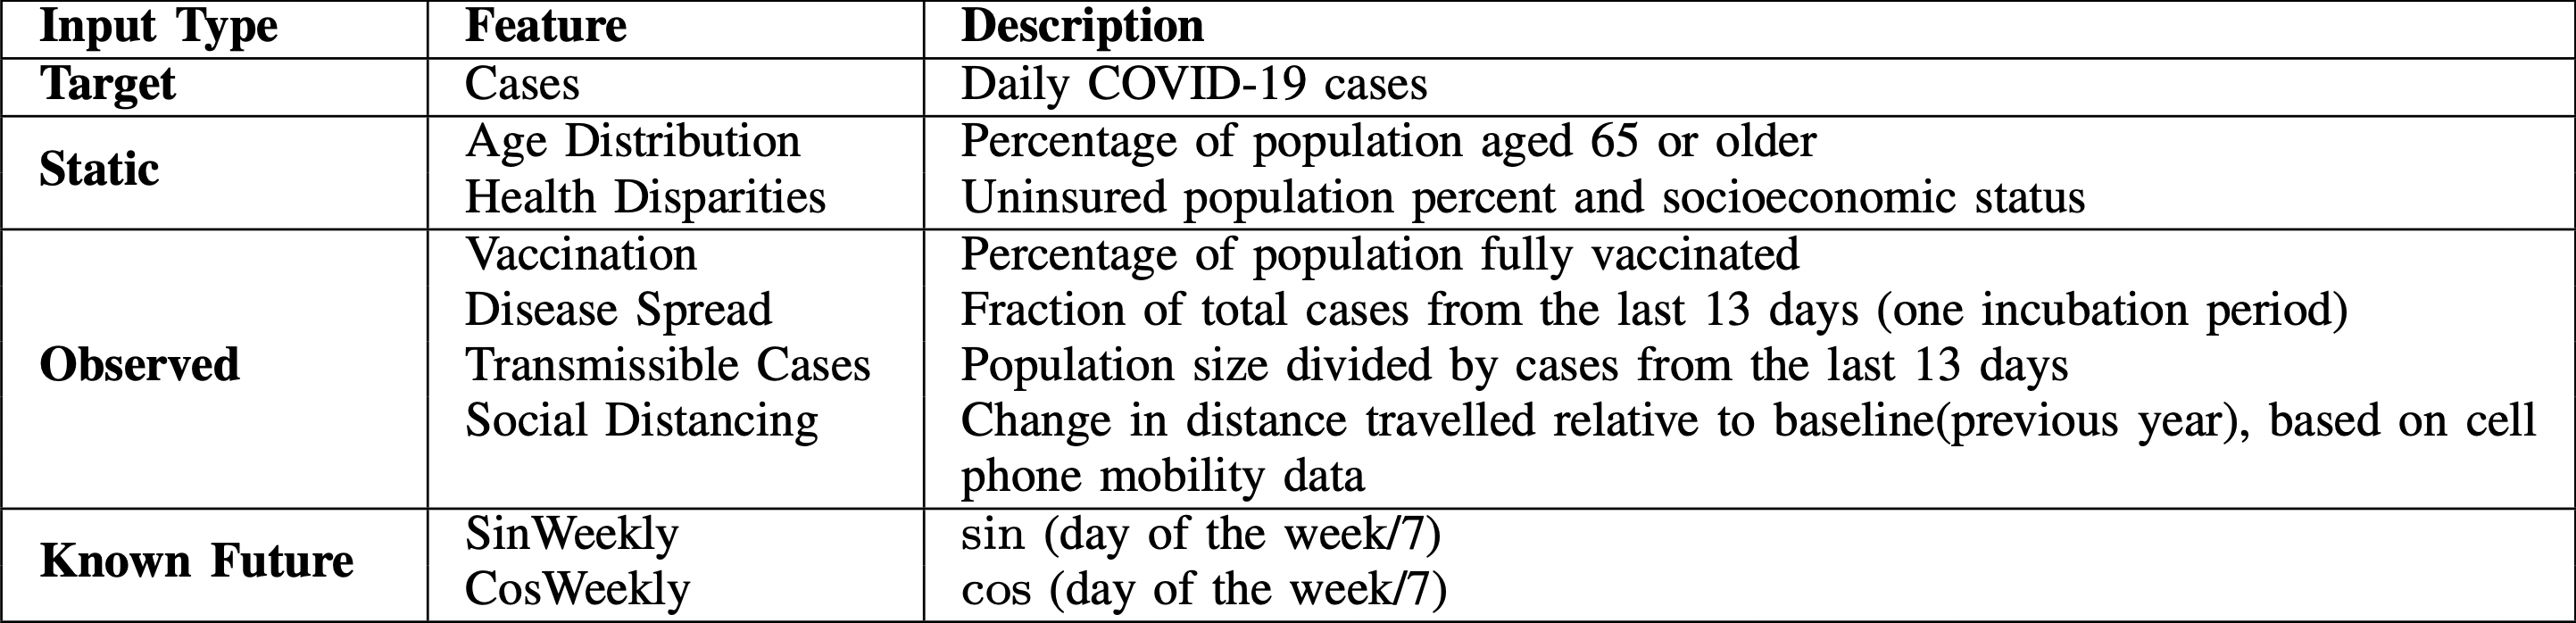 Input Type Feature Description
Target Cases Daily COVID-19 cases
Static
Age Distribution Percentage of population aged 65 or older
Health Disparities Uninsured population percent and socioeconomic status
Observed
Vaccination Percentage of population fully vaccinated
Disease Spread Fraction of total cases from the last 13 days (one incubation period)
Transmissible Cases Population size divided by cases from the last 13 days
Social Distancing Change in distance travelled relative to baseline(previous year), based on cell
phone mobility data
Known Future
SinWeekly sin (day of the week/7)
CosWeekly cos (day of the week/7)